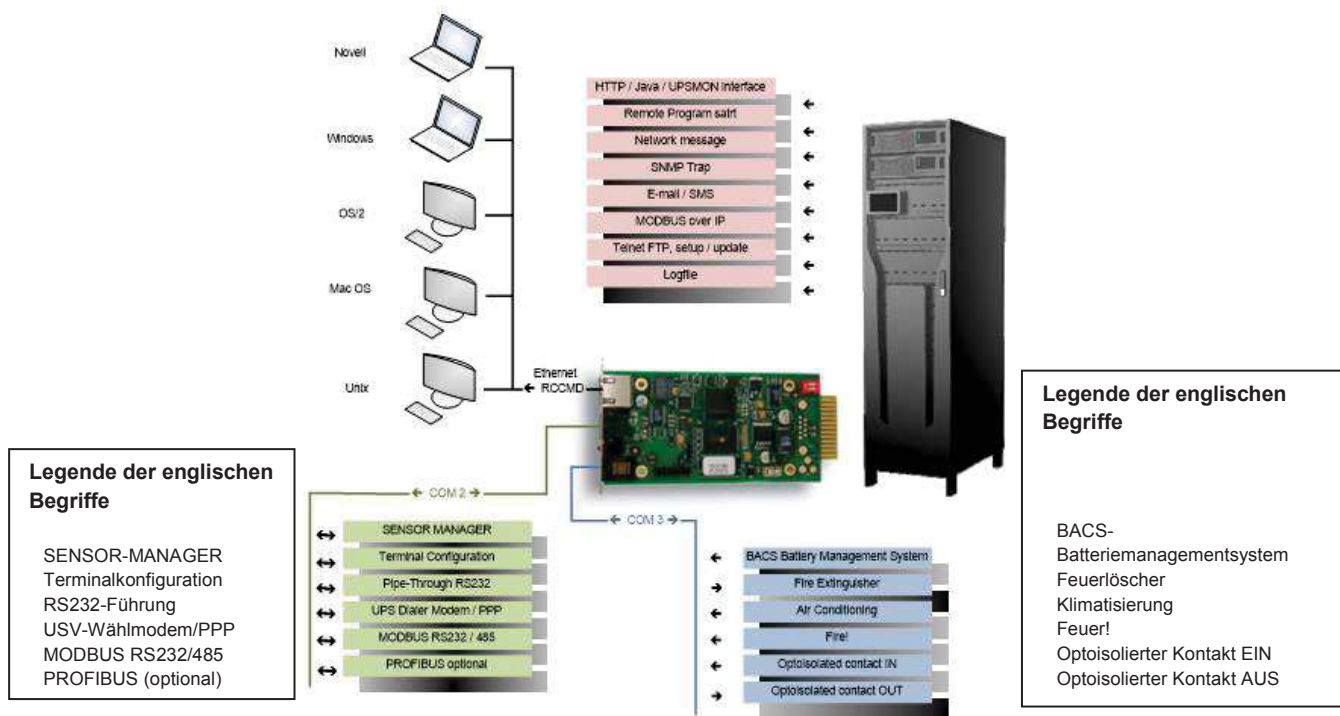 Novell
Windows
OS/2
Mac OS
Unix
HTTP / Java / UPSMON Interface
Remote Program satrt
Network message
SNMP Trap
E-mail / SMS
MODBUS over IP
Telnet FTP, setup / update
Logfile
Ethernet
← RCCMD
← COM 2 →
← COM 3 →
Legende der englischen
Begriffe
SENSOR-MANAGER
Terminalkonfiguration
RS232-Führung
USV-Wählmodem/PPP
MODBUS RS232/485
PROFIBUS (optional)
SENSOR MANAGER
Terminal Configuration
Pipe-Through RS232
UPS Dialer Modem / PPP
MODBUS RS232 / 485
PROFIBUS optional
BACS Battery Management System
Fire Extinguisher
Air Conditioning
Fire!
Optoisolated contact IN
Optoisolated contact OUT
Legende der englischen
Begriffe
BACS-
Batteriemanagementsystem
Feuerlöscher
Klimatisierung
Feuer!
Optoisolierter Kontakt EIN
Optoisolierter Kontakt AUS